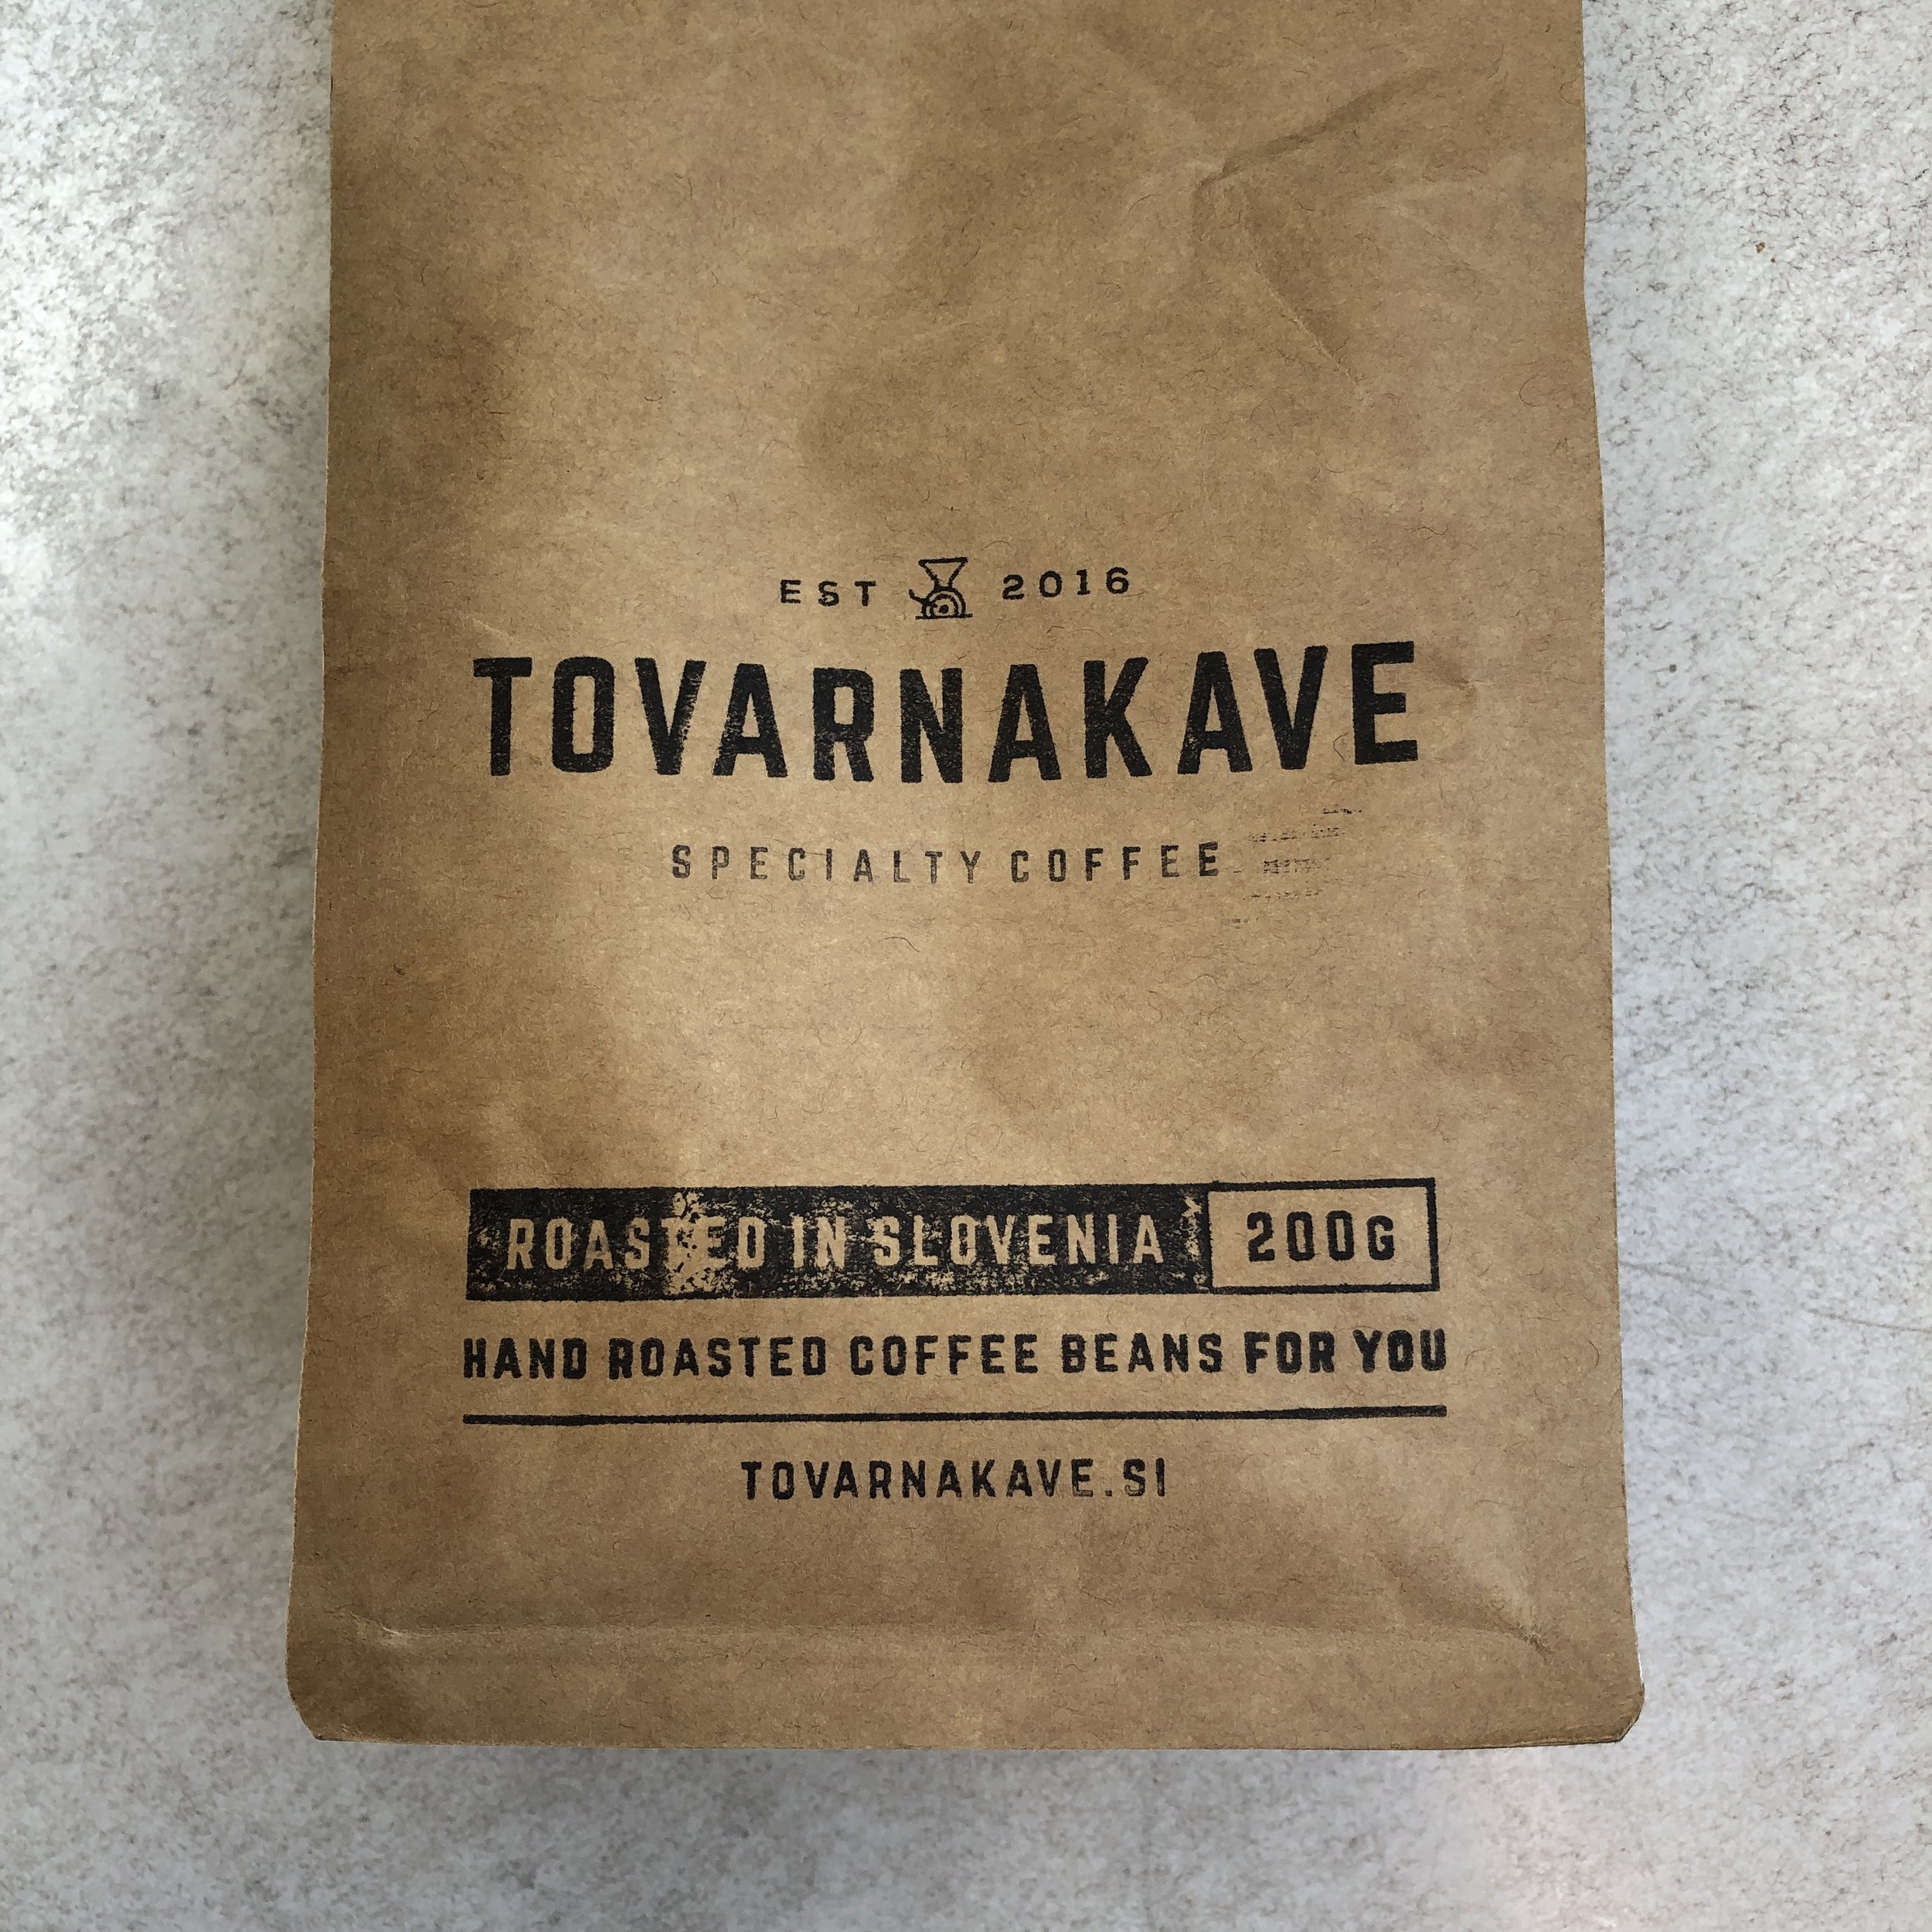 EST 2016
TOVARNAKAVE
SPECIALTY COFFEE
ROASTED IN SLOVENIA 200G
HAND ROASTED COFFEE BEANS FOR YOU
TOVARNAKAVE.SI